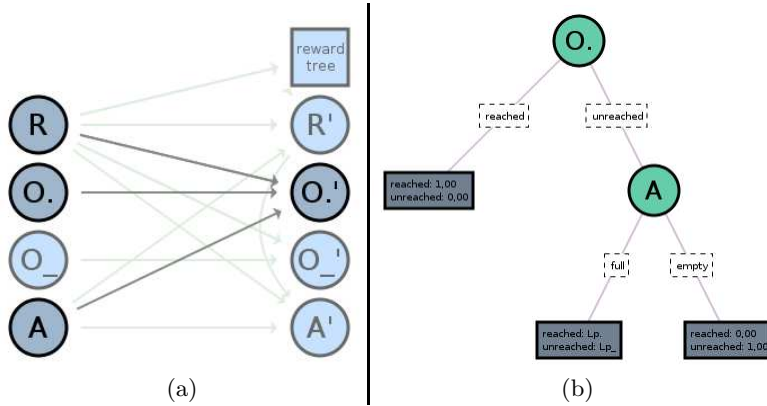 reward
tree
R
R'
O.
O.'
O_
O_'
A
A'
(a)
O.
reached
unreached
reached: 1,00
unreached: 0,00
A
full
empty
reached: Lp.
unreached: Lp_
reached: 0,00
unreached: 1,00
(b)